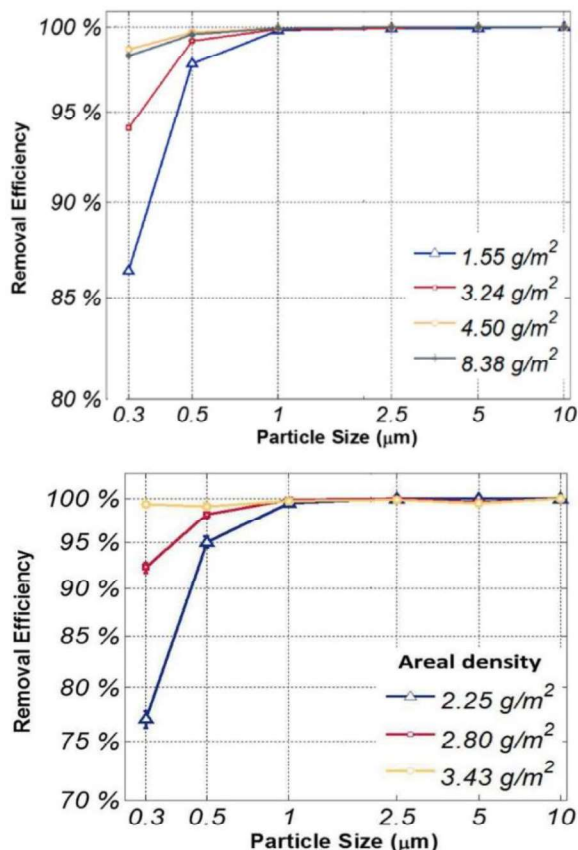 100 %
95 %
90 %
85 %
80 %
Removal Efficiency
1.55 g/m²
3.24 g/m²
4.50 g/m²
8.38 g/m²
0.3 0.5 1 2.5 5 10
Particle Size (μm)
100 %
95 %
90 %
85 %
80 %
75 %
70 %
Removal Efficiency
Areal density
2.25 g/m²
2.80 g/m²
3.43 g/m²
0.3 0.5 1 2.5 5 10
Particle Size (μm)